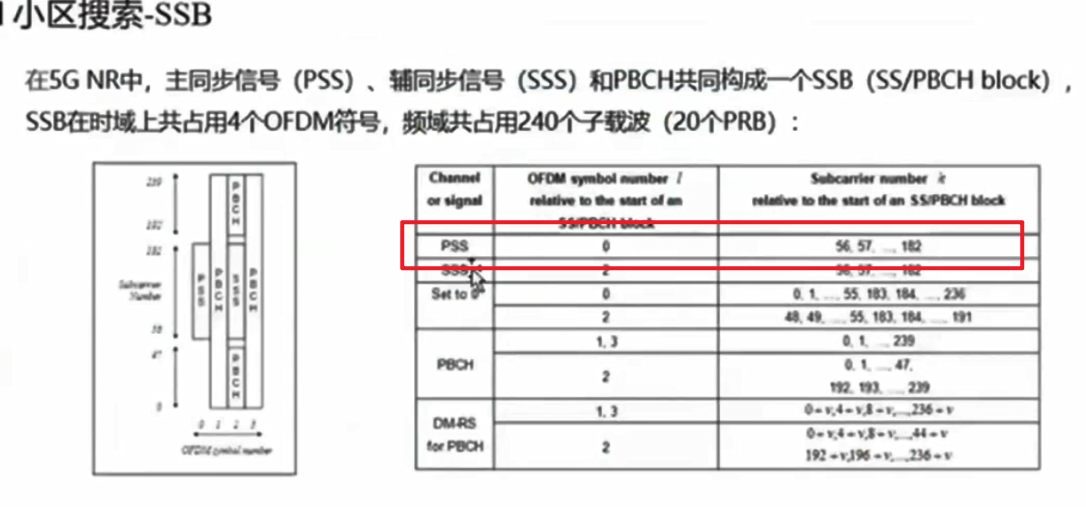 小区搜索-SSB
在5G NR中，主同步信号（PSS）、辅同步信号（SSS）和PBCH共同构成一个SSB（SS/PBCH block），
SSB在时域上共占用4个OFDM符号，频域共占用240个子载波（20个PRB）：
239
192
182
Subcarrier
Number
56
47
0
PSS
PBCH
PBCH
SSS
PBCH
PBCH
0 1 2 3
OFDM symbol number
Channel
or signal
OFDM symbol number l
relative to the start of an
SS/PBCH block
Subcarrier number k
relative to the start of an SS/PBCH block
PSS 0 56, 57, ..., 182
SSS 2 56, 57, ..., 182
Set to 0 0 0, 1, ..., 55, 183, 184, ..., 236
2 48, 49, ..., 55, 183, 184, ..., 191
PBCH 1, 3 0, 1, ..., 239
2 0, 1, ..., 47,
192, 193, ..., 239
DM-RS
for PBCH
1, 3 0+v,4+v,8+v,...,236+v
2 0+v,4+v,8+v,...,44+v
192+v,196+v,...,236+v